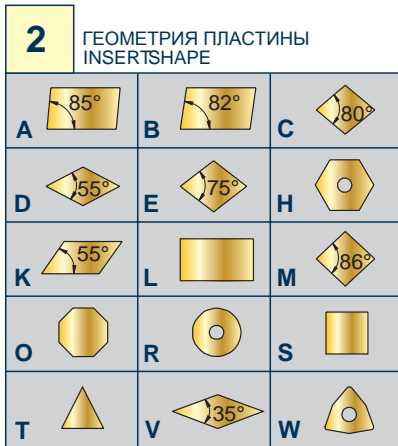 2 ГЕОМЕТРИЯ ПЛАСТИНЫ
INSERTSHAPE
A 85° B 82° C 80°
D 55° E 75° H
K 55° L M 86°
O R S
T V 35° W